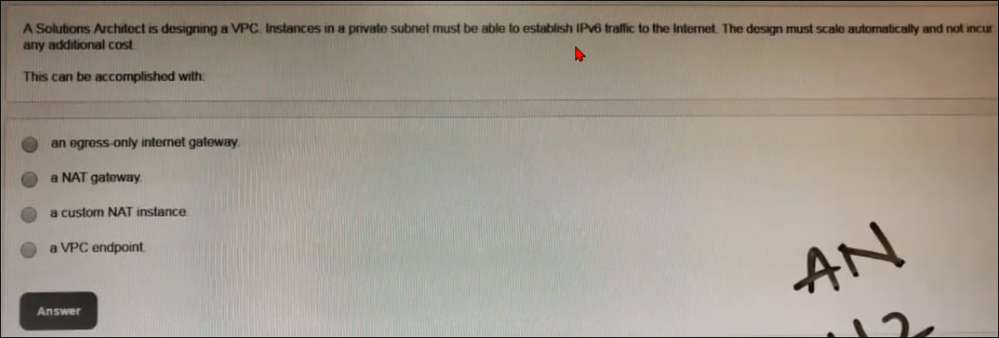 A Solutions Architect is designing a VPC. Instances in a private subnet must be able to establish IPv6 traffic to the Internet. The design must scale automatically and not incur
any additional cost.
This can be accomplished with:
an egress-only internet gateway.
a NAT gateway.
a custom NAT instance.
a VPC endpoint.
AN
Answer